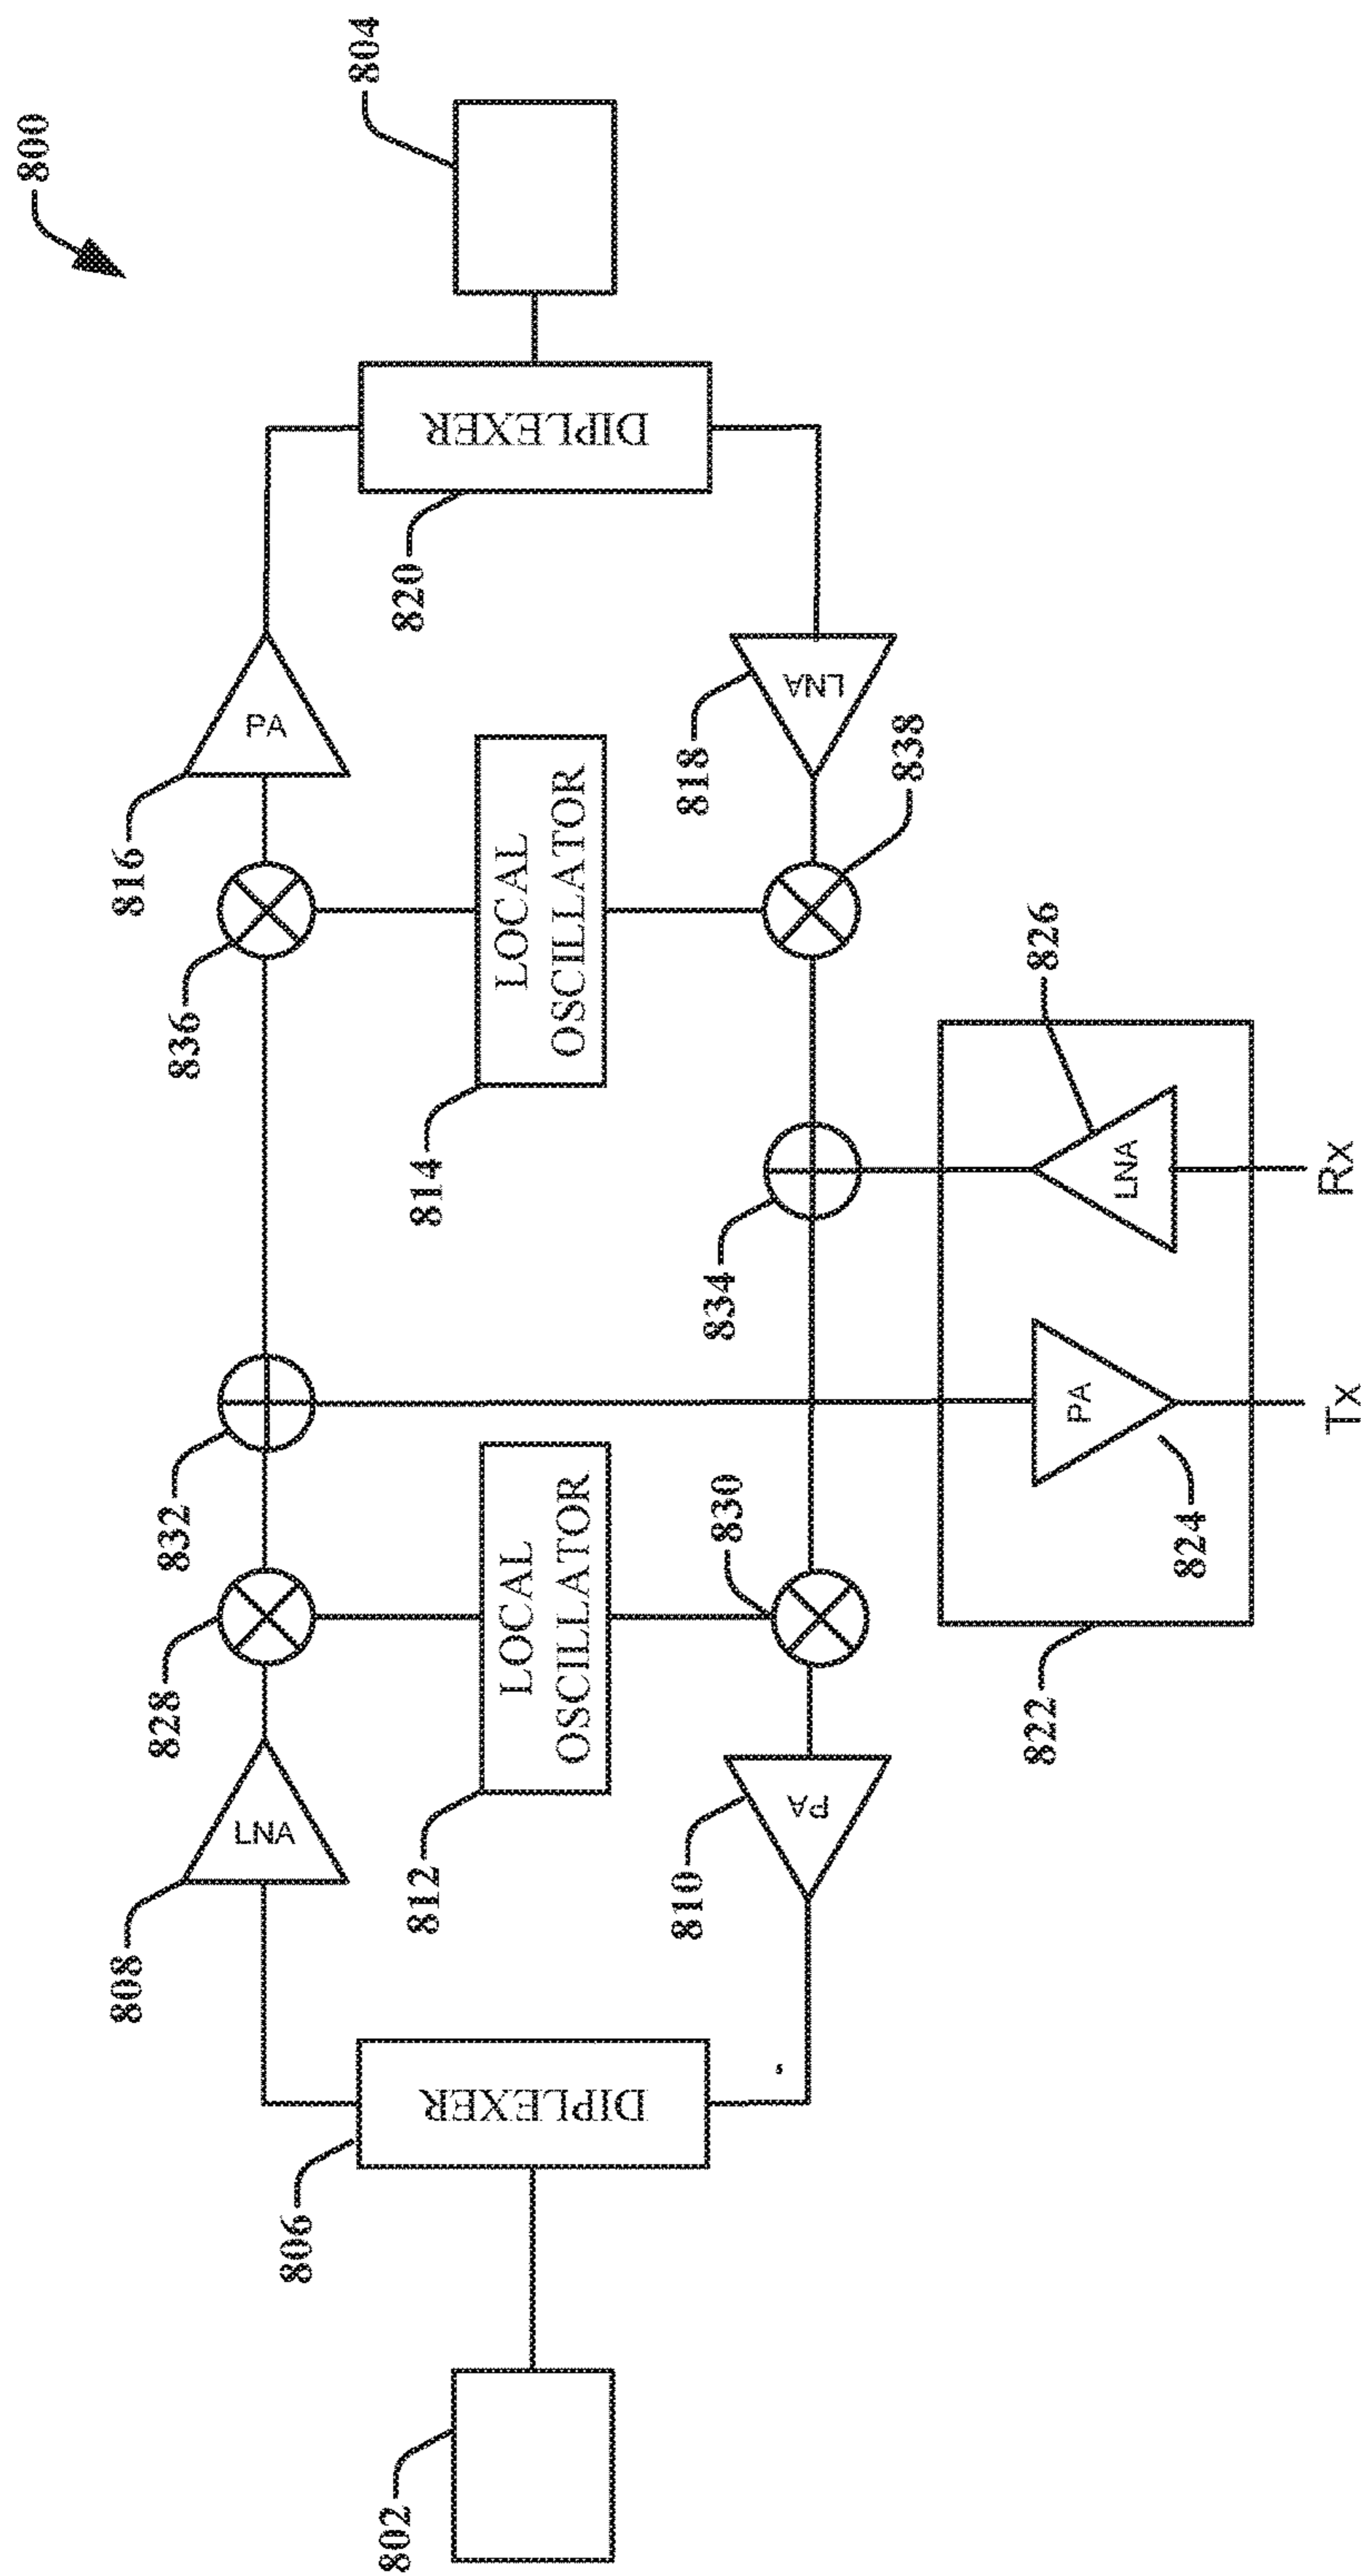 800
804
DIPLEXER
820
PA
816
LNA
818
836
LOCAL
OSCILLATOR
814
838
826
LNA
Rx
834
832
PA
824
Tx
822
828
LOCAL
OSCILLATOR
812
830
LNA
808
PA
810
DIPLEXER
806
802